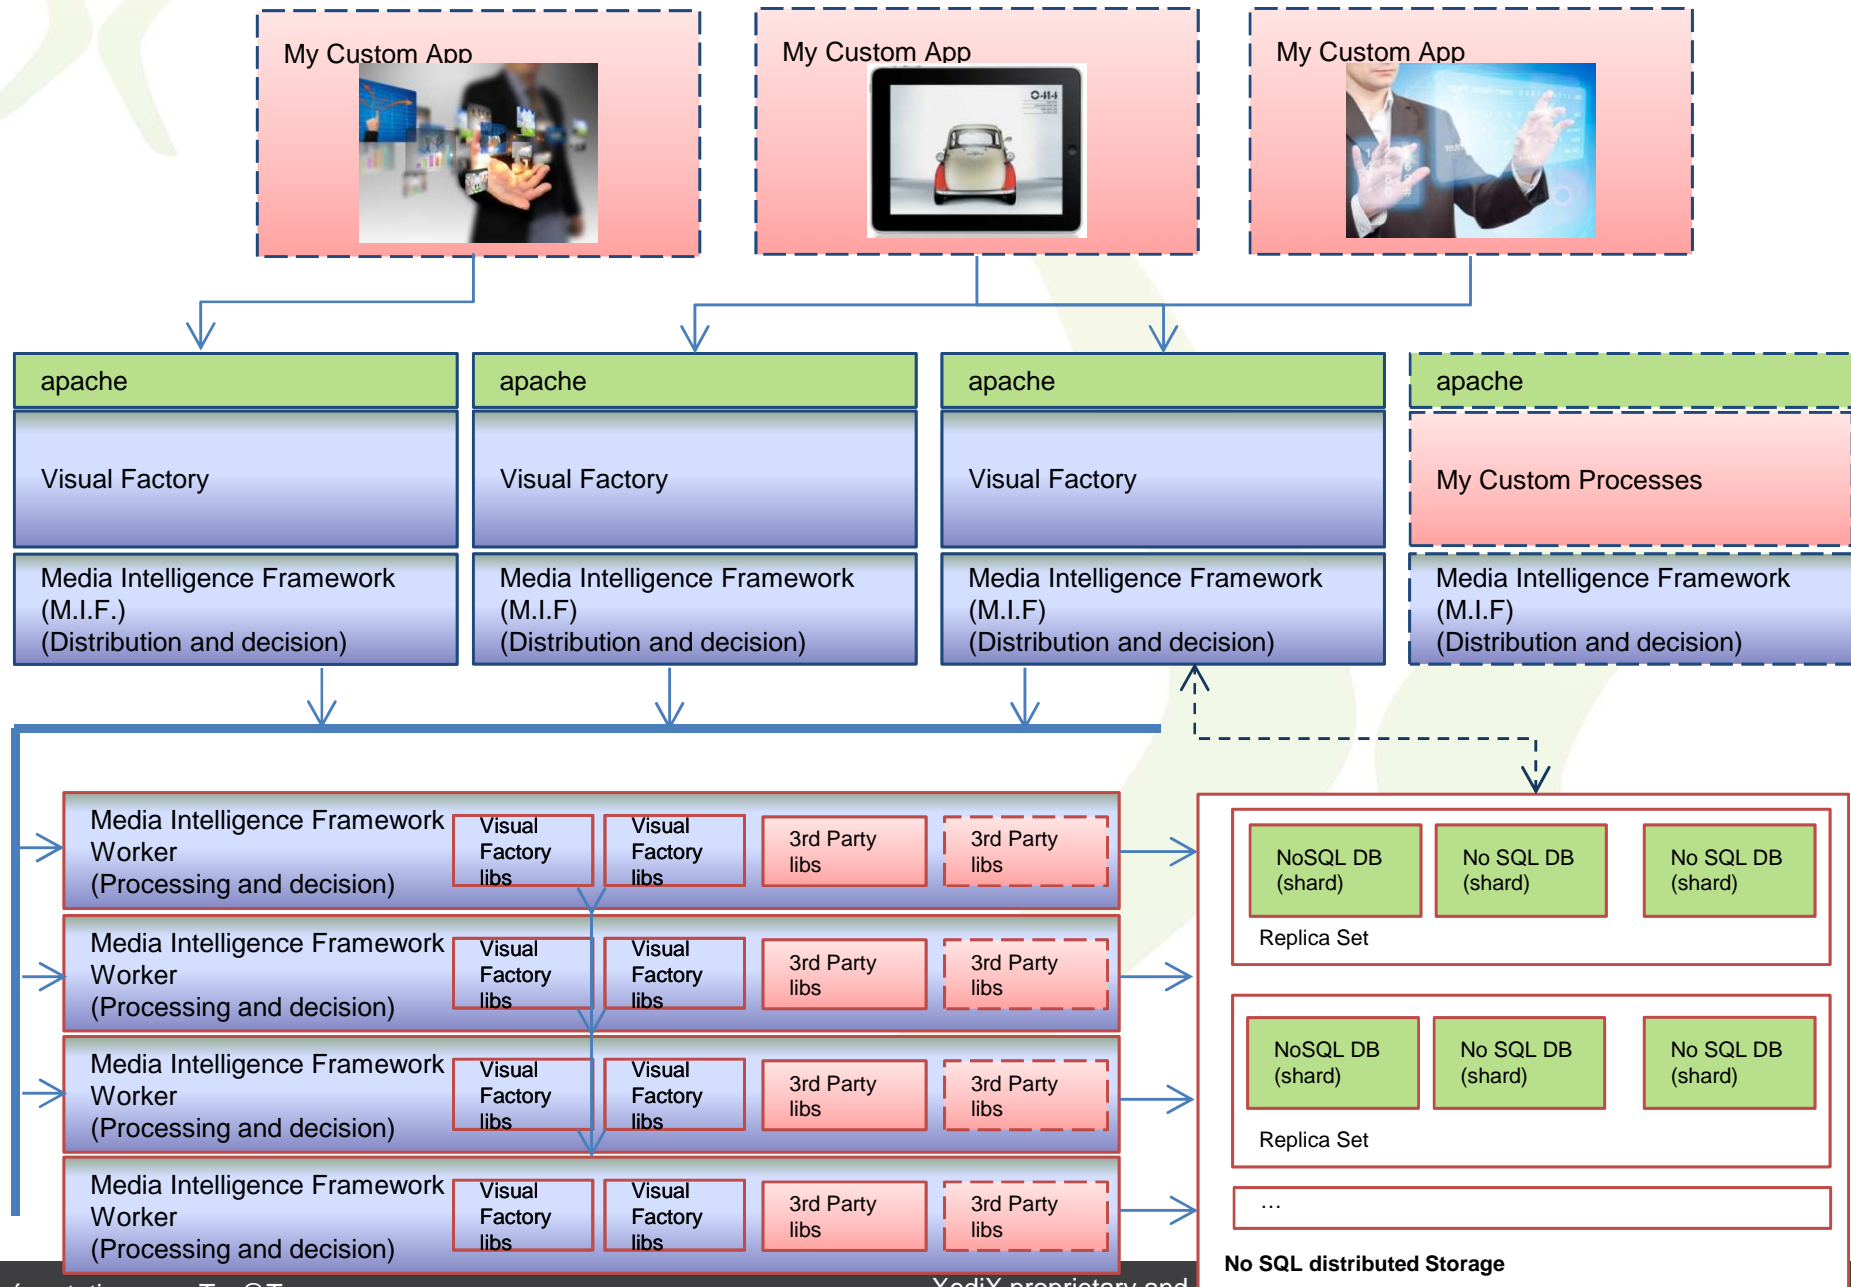 My Custom App
My Custom App
My Custom App
apache
apache
apache
apache
Visual Factory
Visual Factory
Visual Factory
My Custom Processes
Media Intelligence Framework
(M.I.F.)
(Distribution and decision)
Media Intelligence Framework
(M.I.F)
(Distribution and decision)
Media Intelligence Framework
(M.I.F)
(Distribution and decision)
Media Intelligence Framework
(M.I.F)
(Distribution and decision)
Media Intelligence Framework
Worker
(Processing and decision)
Visual
Factory
libs
Visual
Factory
libs
3rd Party
libs
3rd Party
libs
Media Intelligence Framework
Worker
(Processing and decision)
Visual
Factory
libs
Visual
Factory
libs
3rd Party
libs
3rd Party
libs
Media Intelligence Framework
Worker
(Processing and decision)
Visual
Factory
libs
Visual
Factory
libs
3rd Party
libs
3rd Party
libs
Media Intelligence Framework
Worker
(Processing and decision)
Visual
Factory
libs
Visual
Factory
libs
3rd Party
libs
3rd Party
libs
NoSQL DB
(shard)
No SQL DB
(shard)
No SQL DB
(shard)
Replica Set
NoSQL DB
(shard)
No SQL DB
(shard)
No SQL DB
(shard)
Replica Set
…
No SQL distributed Storage
XediX proprietary and